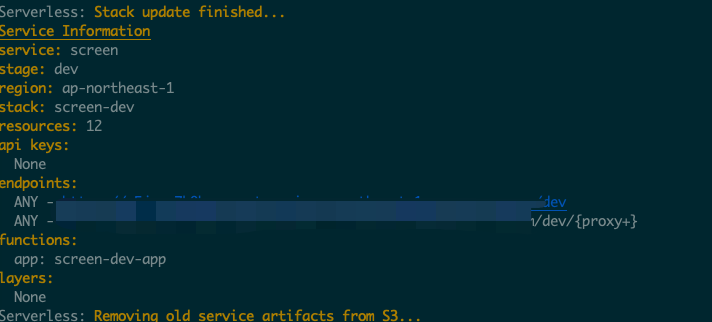 Serverless: Stack update finished...
Service Information
service: screen
stage: dev
region: ap-northeast-1
stack: screen-dev
resources: 12
api keys:
None
endpoints:
ANY - /dev
ANY - /dev/{proxy+}
functions:
app: screen-dev-app
layers:
None
Serverless: Removing old service artifacts from S3...